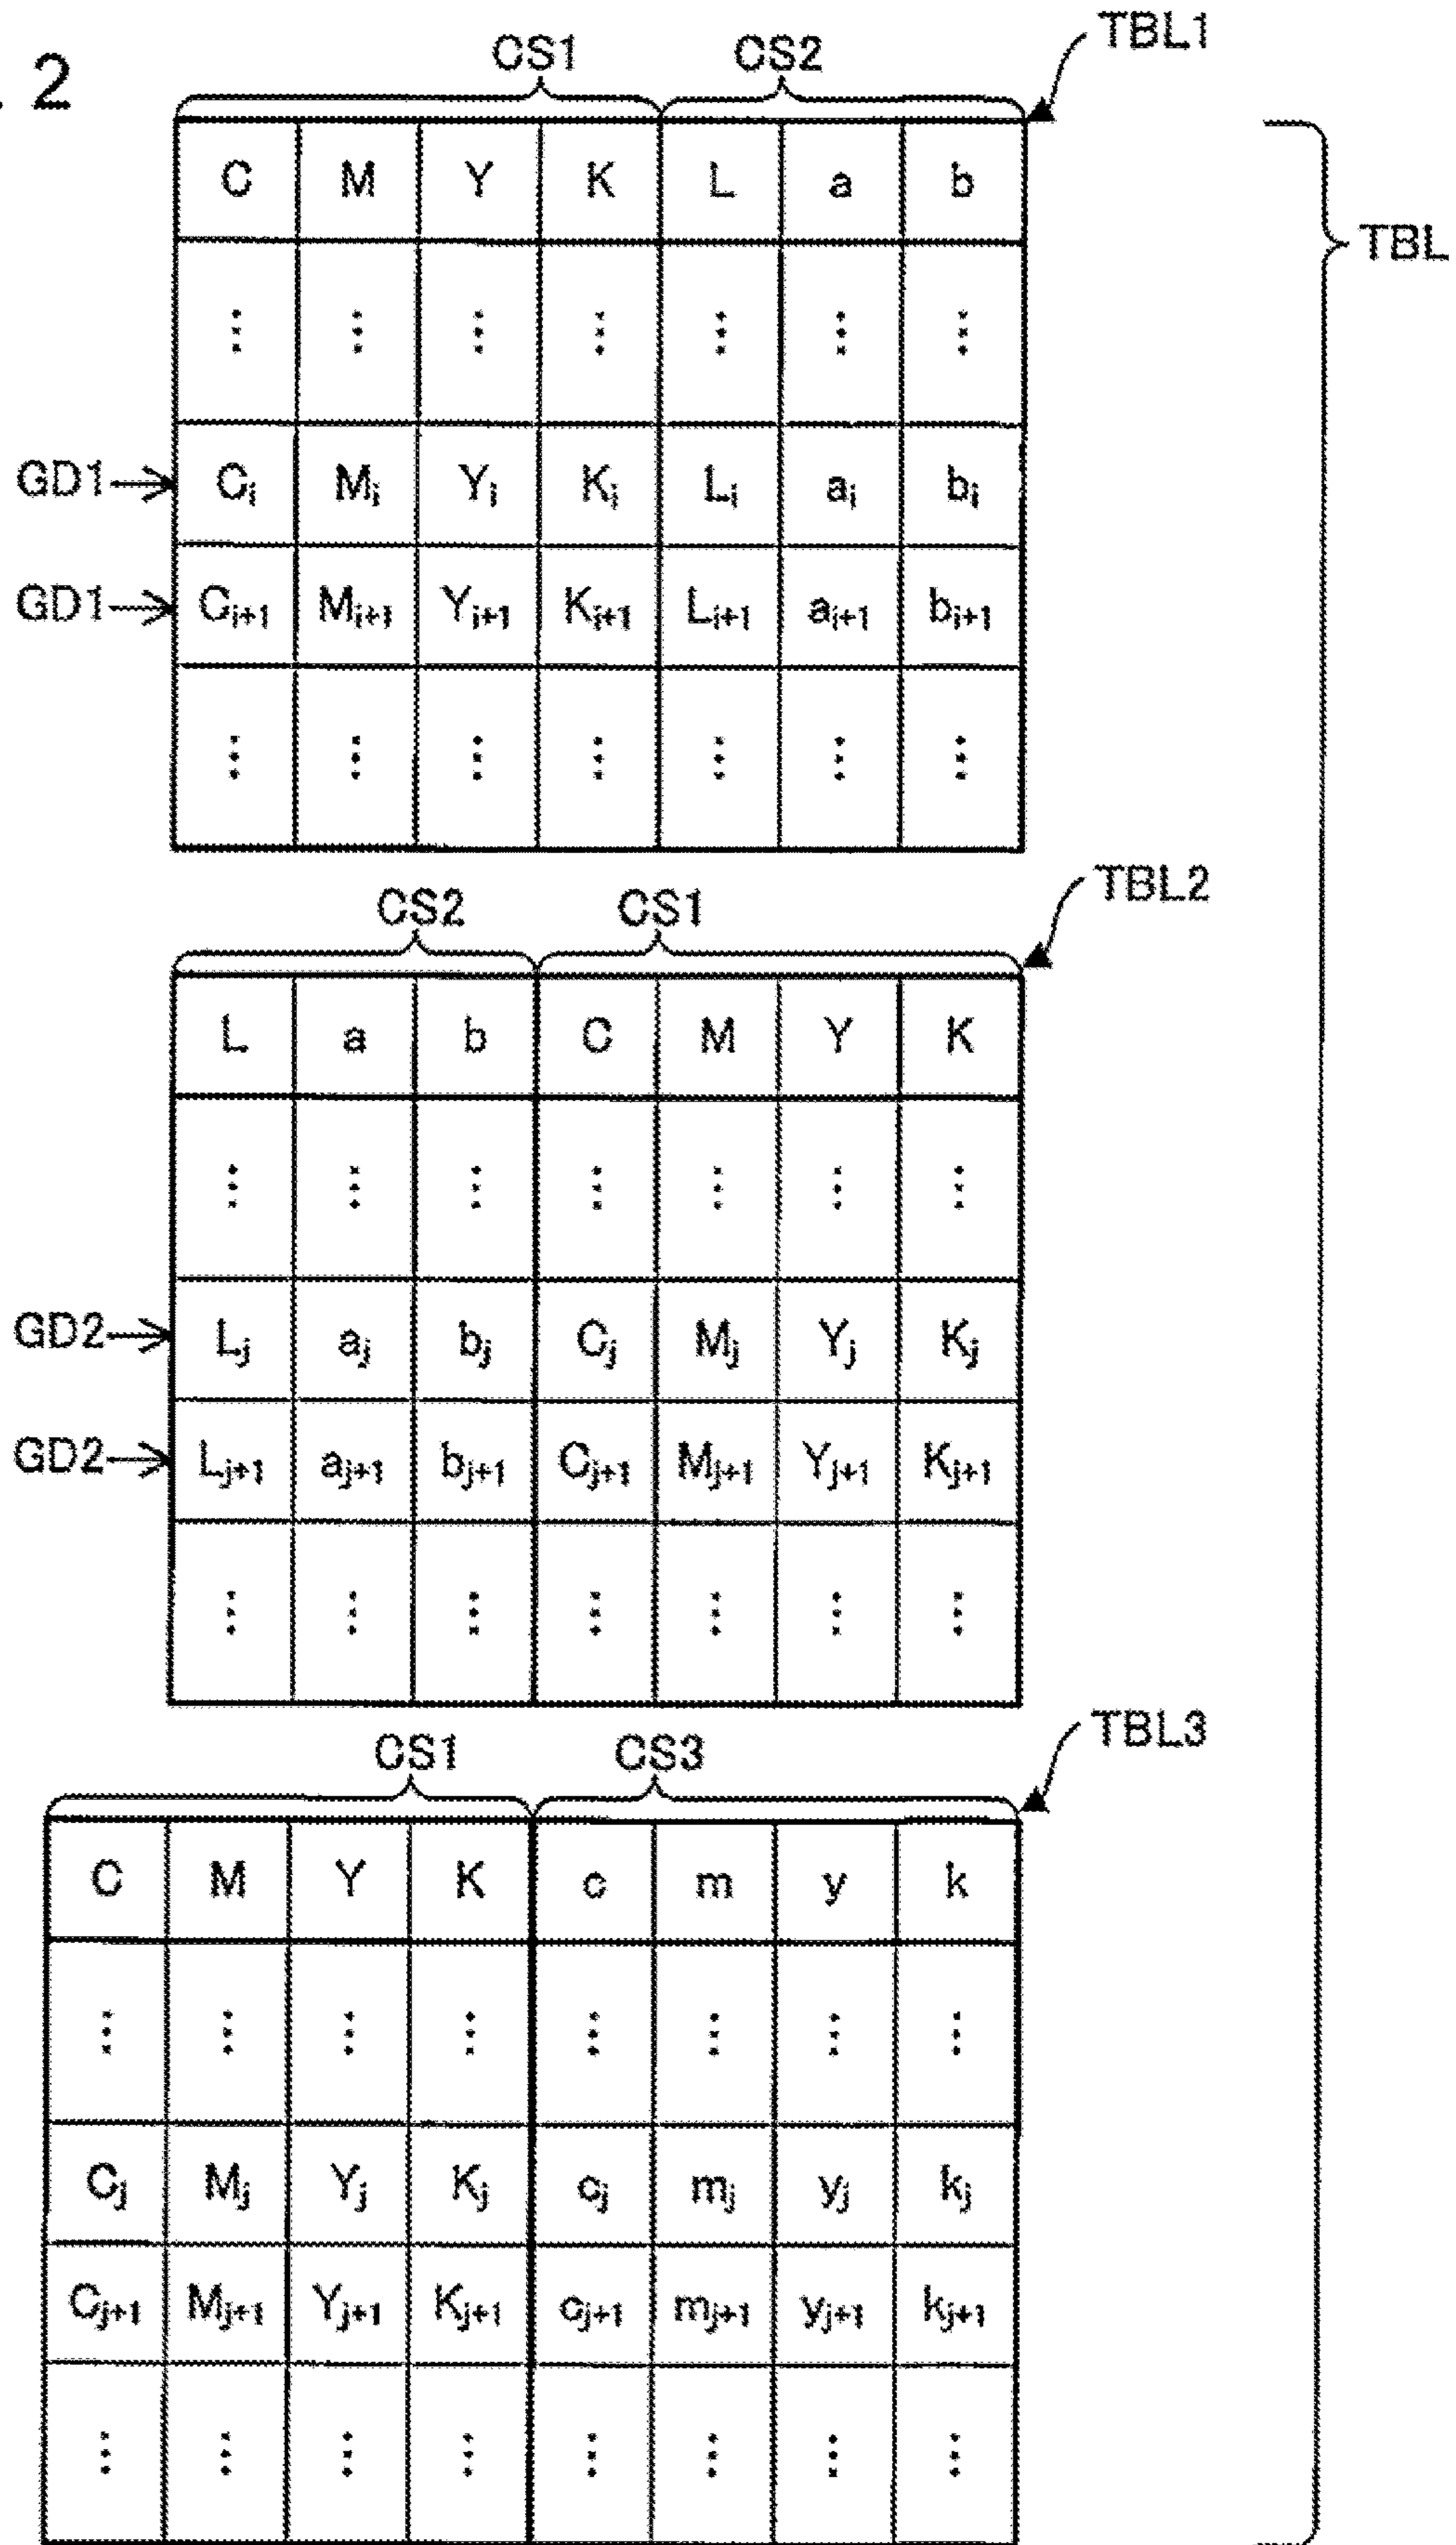 . 2
CS1 CS2 TBL1
C M Y K L a b
TBL
⋮ ⋮ ⋮ ⋮ ⋮ ⋮ ⋮
GD1 Cᵢ Mᵢ Yᵢ Kᵢ Lᵢ aᵢ bᵢ
GD1 Cᵢ₊₁ Mᵢ₊₁ Yᵢ₊₁ Kᵢ₊₁ Lᵢ₊₁ aᵢ₊₁ bᵢ₊₁
⋮ ⋮ ⋮ ⋮ ⋮ ⋮ ⋮
CS2 CS1 TBL2
L a b C M Y K
⋮ ⋮ ⋮ ⋮ ⋮ ⋮ ⋮
GD2 Lⱼ aⱼ bⱼ Cⱼ Mⱼ Yⱼ Kⱼ
GD2 Lⱼ₊₁ aⱼ₊₁ bⱼ₊₁ Cⱼ₊₁ Mⱼ₊₁ Yⱼ₊₁ Kⱼ₊₁
⋮ ⋮ ⋮ ⋮ ⋮ ⋮ ⋮
CS1 CS3 TBL3
C M Y K c m y k
⋮ ⋮ ⋮ ⋮ ⋮ ⋮ ⋮ ⋮
Cⱼ Mⱼ Yⱼ Kⱼ cⱼ mⱼ yⱼ kⱼ
Cⱼ₊₁ Mⱼ₊₁ Yⱼ₊₁ Kⱼ₊₁ cⱼ₊₁ mⱼ₊₁ yⱼ₊₁ kⱼ₊₁
⋮ ⋮ ⋮ ⋮ ⋮ ⋮ ⋮ ⋮